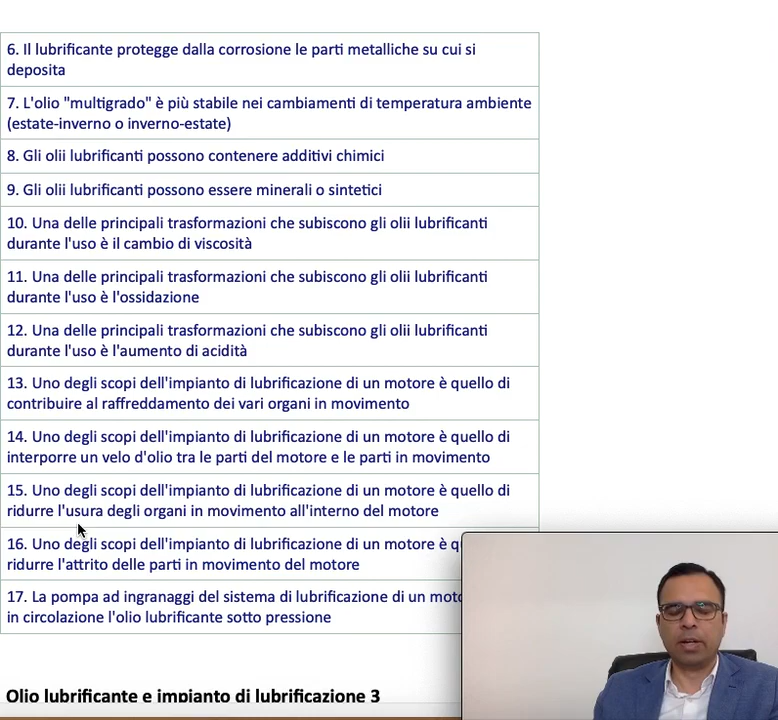 6. Il lubrificante protegge dalla corrosione le parti metalliche su cui si
deposita
7. L'olio "multigrado" è più stabile nei cambiamenti di temperatura ambiente
(estate-inverno o inverno-estate)
8. Gli olii lubrificanti possono contenere additivi chimici
9. Gli olii lubrificanti possono essere minerali o sintetici
10. Una delle principali trasformazioni che subiscono gli olii lubrificanti
durante l'uso è il cambio di viscosità
11. Una delle principali trasformazioni che subiscono gli olii lubrificanti
durante l'uso è l'ossidazione
12. Una delle principali trasformazioni che subiscono gli olii lubrificanti
durante l'uso è l'aumento di acidità
13. Uno degli scopi dell'impianto di lubrificazione di un motore è quello di
contribuire al raffreddamento dei vari organi in movimento
14. Uno degli scopi dell'impianto di lubrificazione di un motore è quello di
interporre un velo d'olio tra le parti del motore e le parti in movimento
15. Uno degli scopi dell'impianto di lubrificazione di un motore è quello di
ridurre l'usura degli organi in movimento all'interno del motore
16. Uno degli scopi dell'impianto di lubrificazione di un motore è
ridurre l'attrito delle parti in movimento del motore
17. La pompa ad ingranaggi del sistema di lubrificazione di un
in circolazione l'olio lubrificante sotto pressione
Olio lubrificante e impianto di lubrificazione 3